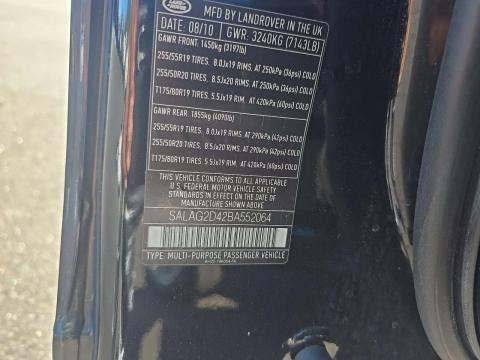 LAND ROVER
MFD BY LANDROVER IN THE UK
DATE: 08/10 GWR: 3240KG (7143LB)
GAWR FRONT: 1450kg (3197lb)
255/55R19 TIRES. 8.0Jx19 RIMS. AT 250kPa (36psi) COLD
255/50R20 TIRES. 8.5Jx20 RIMS. AT 250kPa (36psi) COLD
T175/80R19 TIRES. 5.5Jx19 RIM. AT 420kPa (60psi) COLD
GAWR REAR: 1855kg (4090lb)
255/55R19 TIRES. 8.0Jx19 RIMS. AT 290kPa (42psi) COLD
255/50R20 TIRES. 8.5Jx20 RIMS. AT 290kPa (42psi) COLD
T175/80R19 TIRES. 5.5Jx19 RIM. AT 420kPa (60psi) COLD
THIS VEHICLE CONFORMS TO ALL APPLICABLE
U.S. FEDERAL MOTOR VEHICLE SAFETY
STANDARDS IN EFFECT ON THE DATE OF
MANUFACTURE SHOWN ABOVE
SALAG2D42BA552064
TYPE: MULTI-PURPOSE PASSENGER VEHICLE